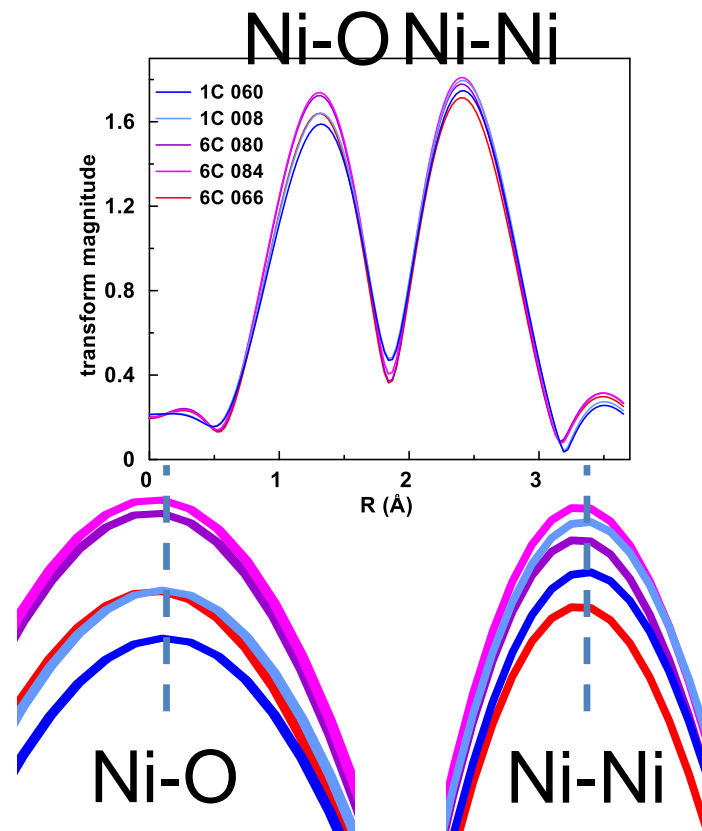 Ni-O Ni-Ni
1C 060
1C 008
6C 080
6C 084
6C 066
transform magnitude
1.6
1.2
0.8
0.4
0
0 1 2 3
R (Å)
Ni-O Ni-Ni